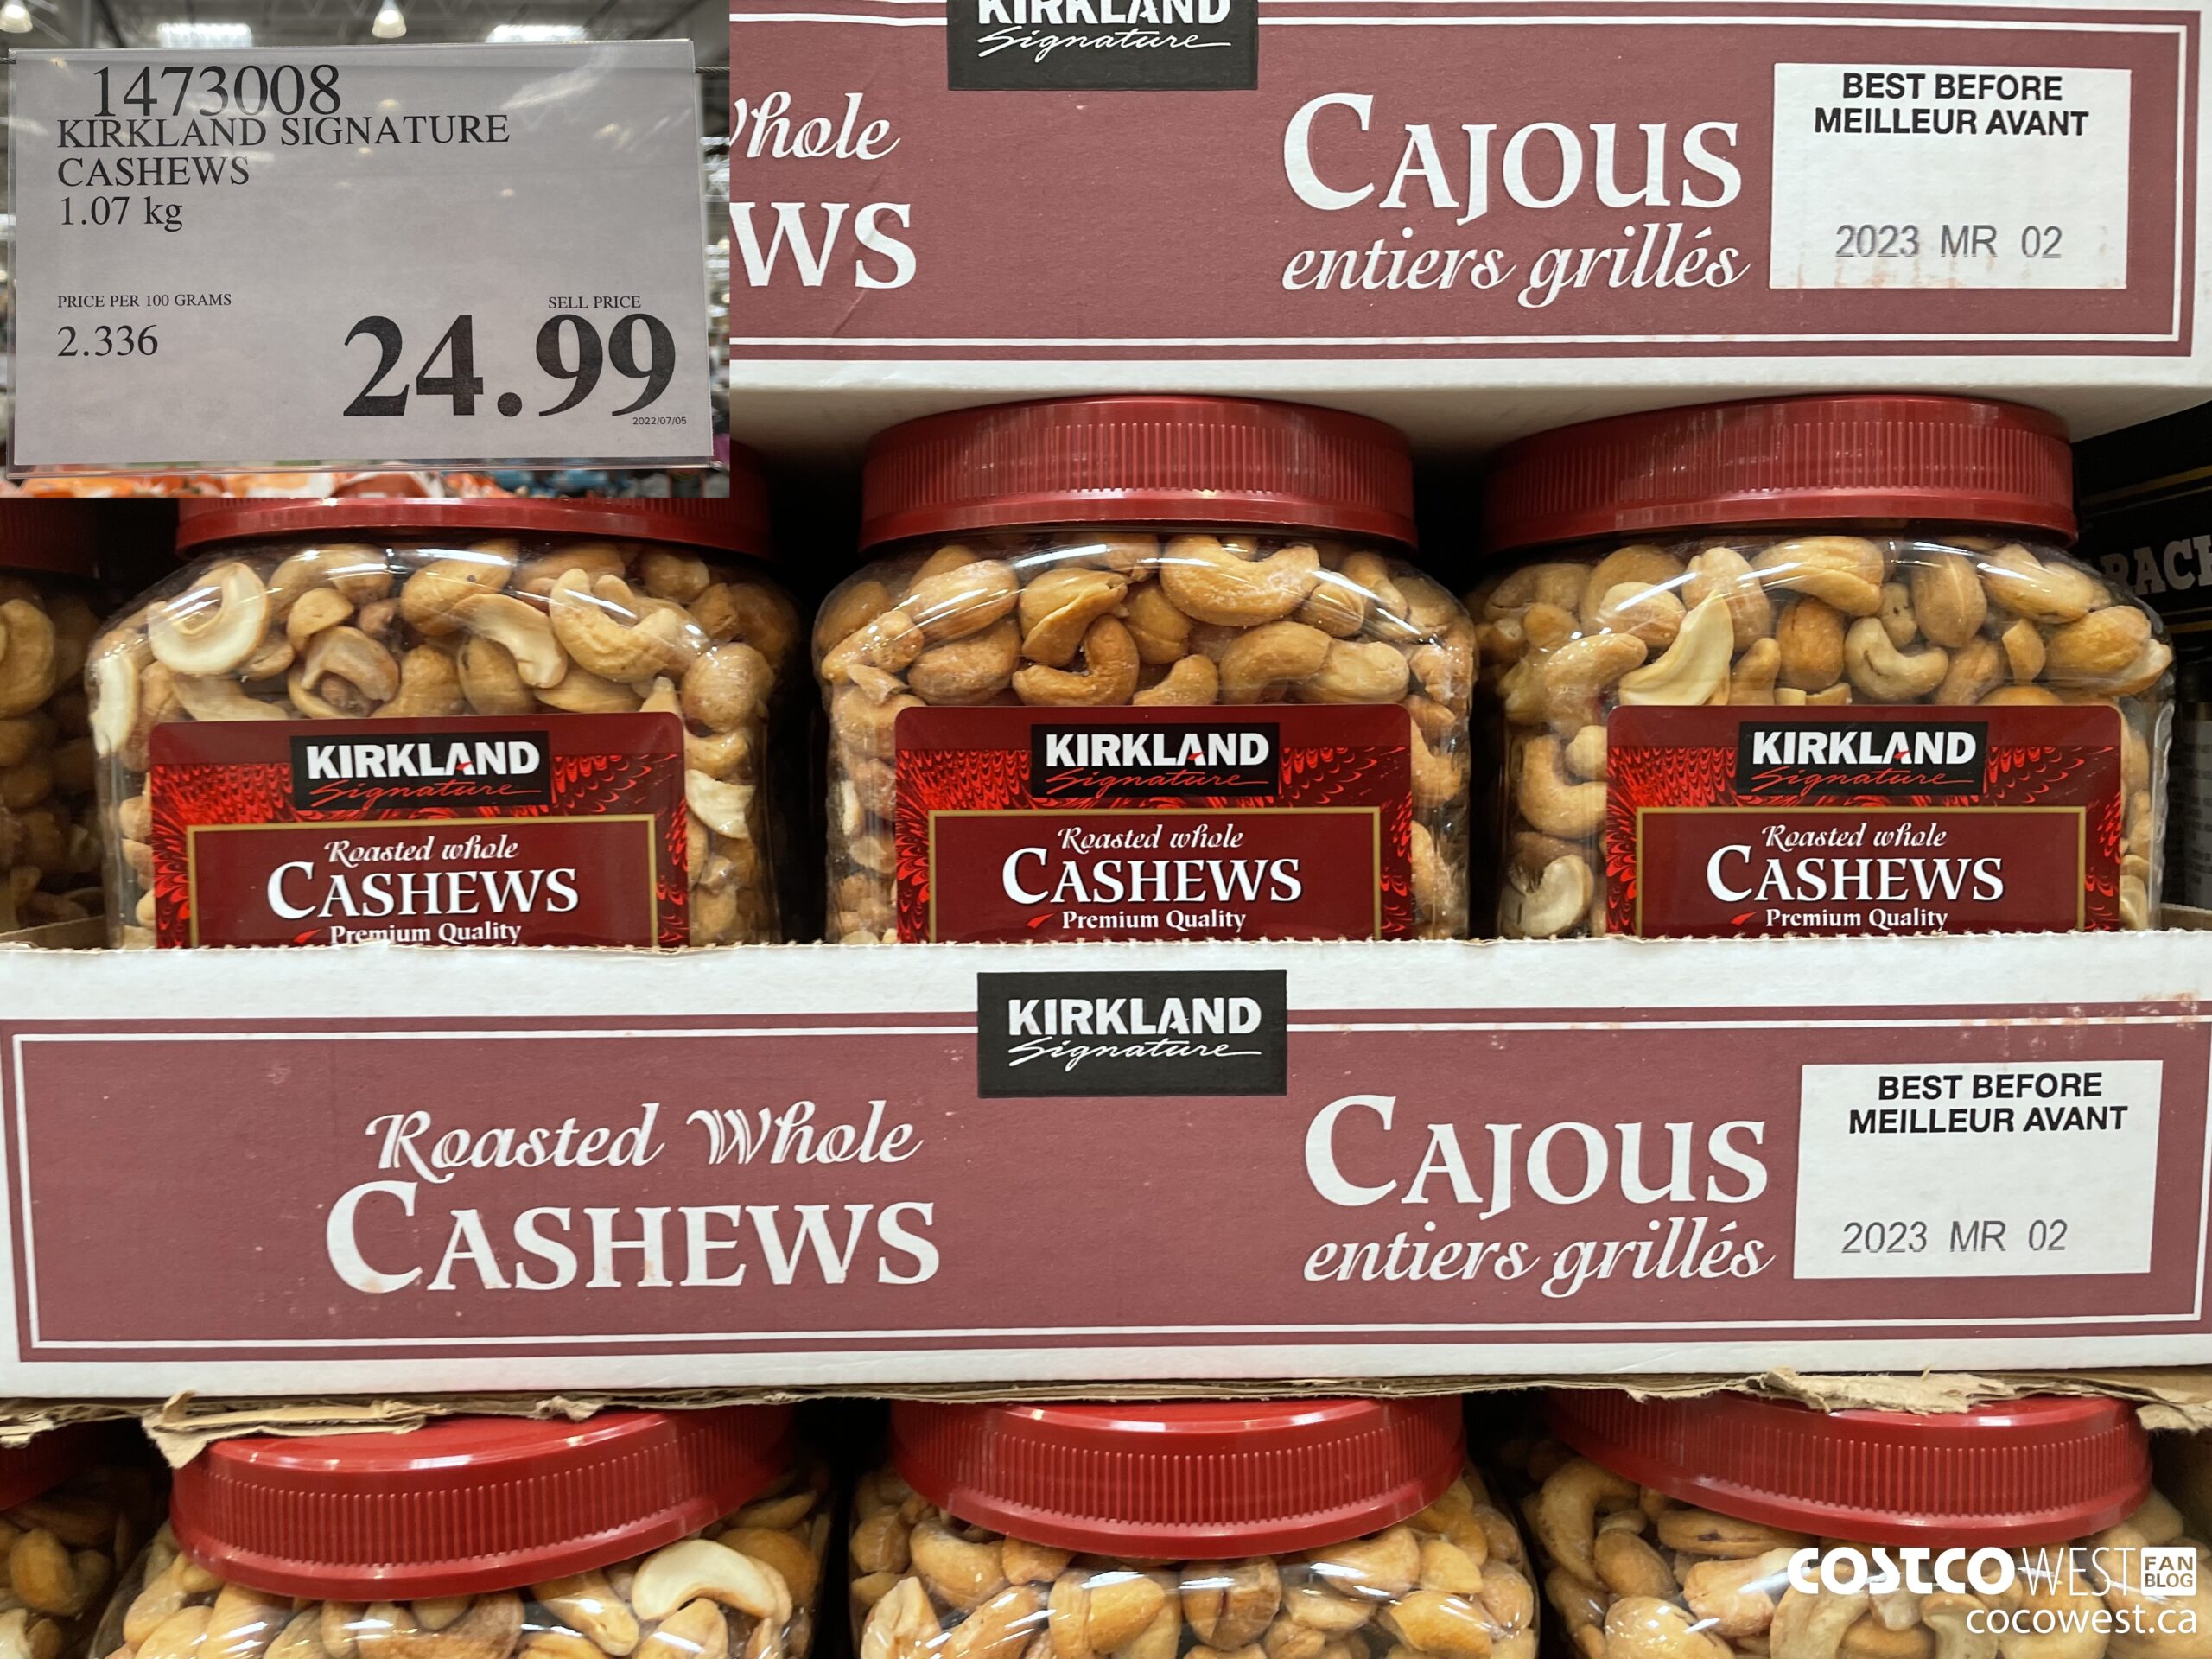 1473008
KIRKLAND SIGNATURE
CASHEWS
1.07 kg
PRICE PER 100 GRAMS
2.336
SELL PRICE
24.99
2022/07/05
KIRKLAND
Signature
Whole
WS
CAJOUS
entiers grillés
BEST BEFORE
MEILLEUR AVANT
2023 MR 02
KIRKLAND
Signature
Roasted whole
CASHEWS
Premium Quality
KIRKLAND
Signature
Roasted whole
CASHEWS
Premium Quality
KIRKLAND
Signature
Roasted whole
CASHEWS
Premium Quality
KIRKLAND
Signature
Roasted Whole
CASHEWS
CAJOUS
entiers grillés
BEST BEFORE
MEILLEUR AVANT
2023 MR 02
COSTCO WEST FAN BLOG
cocowest.ca